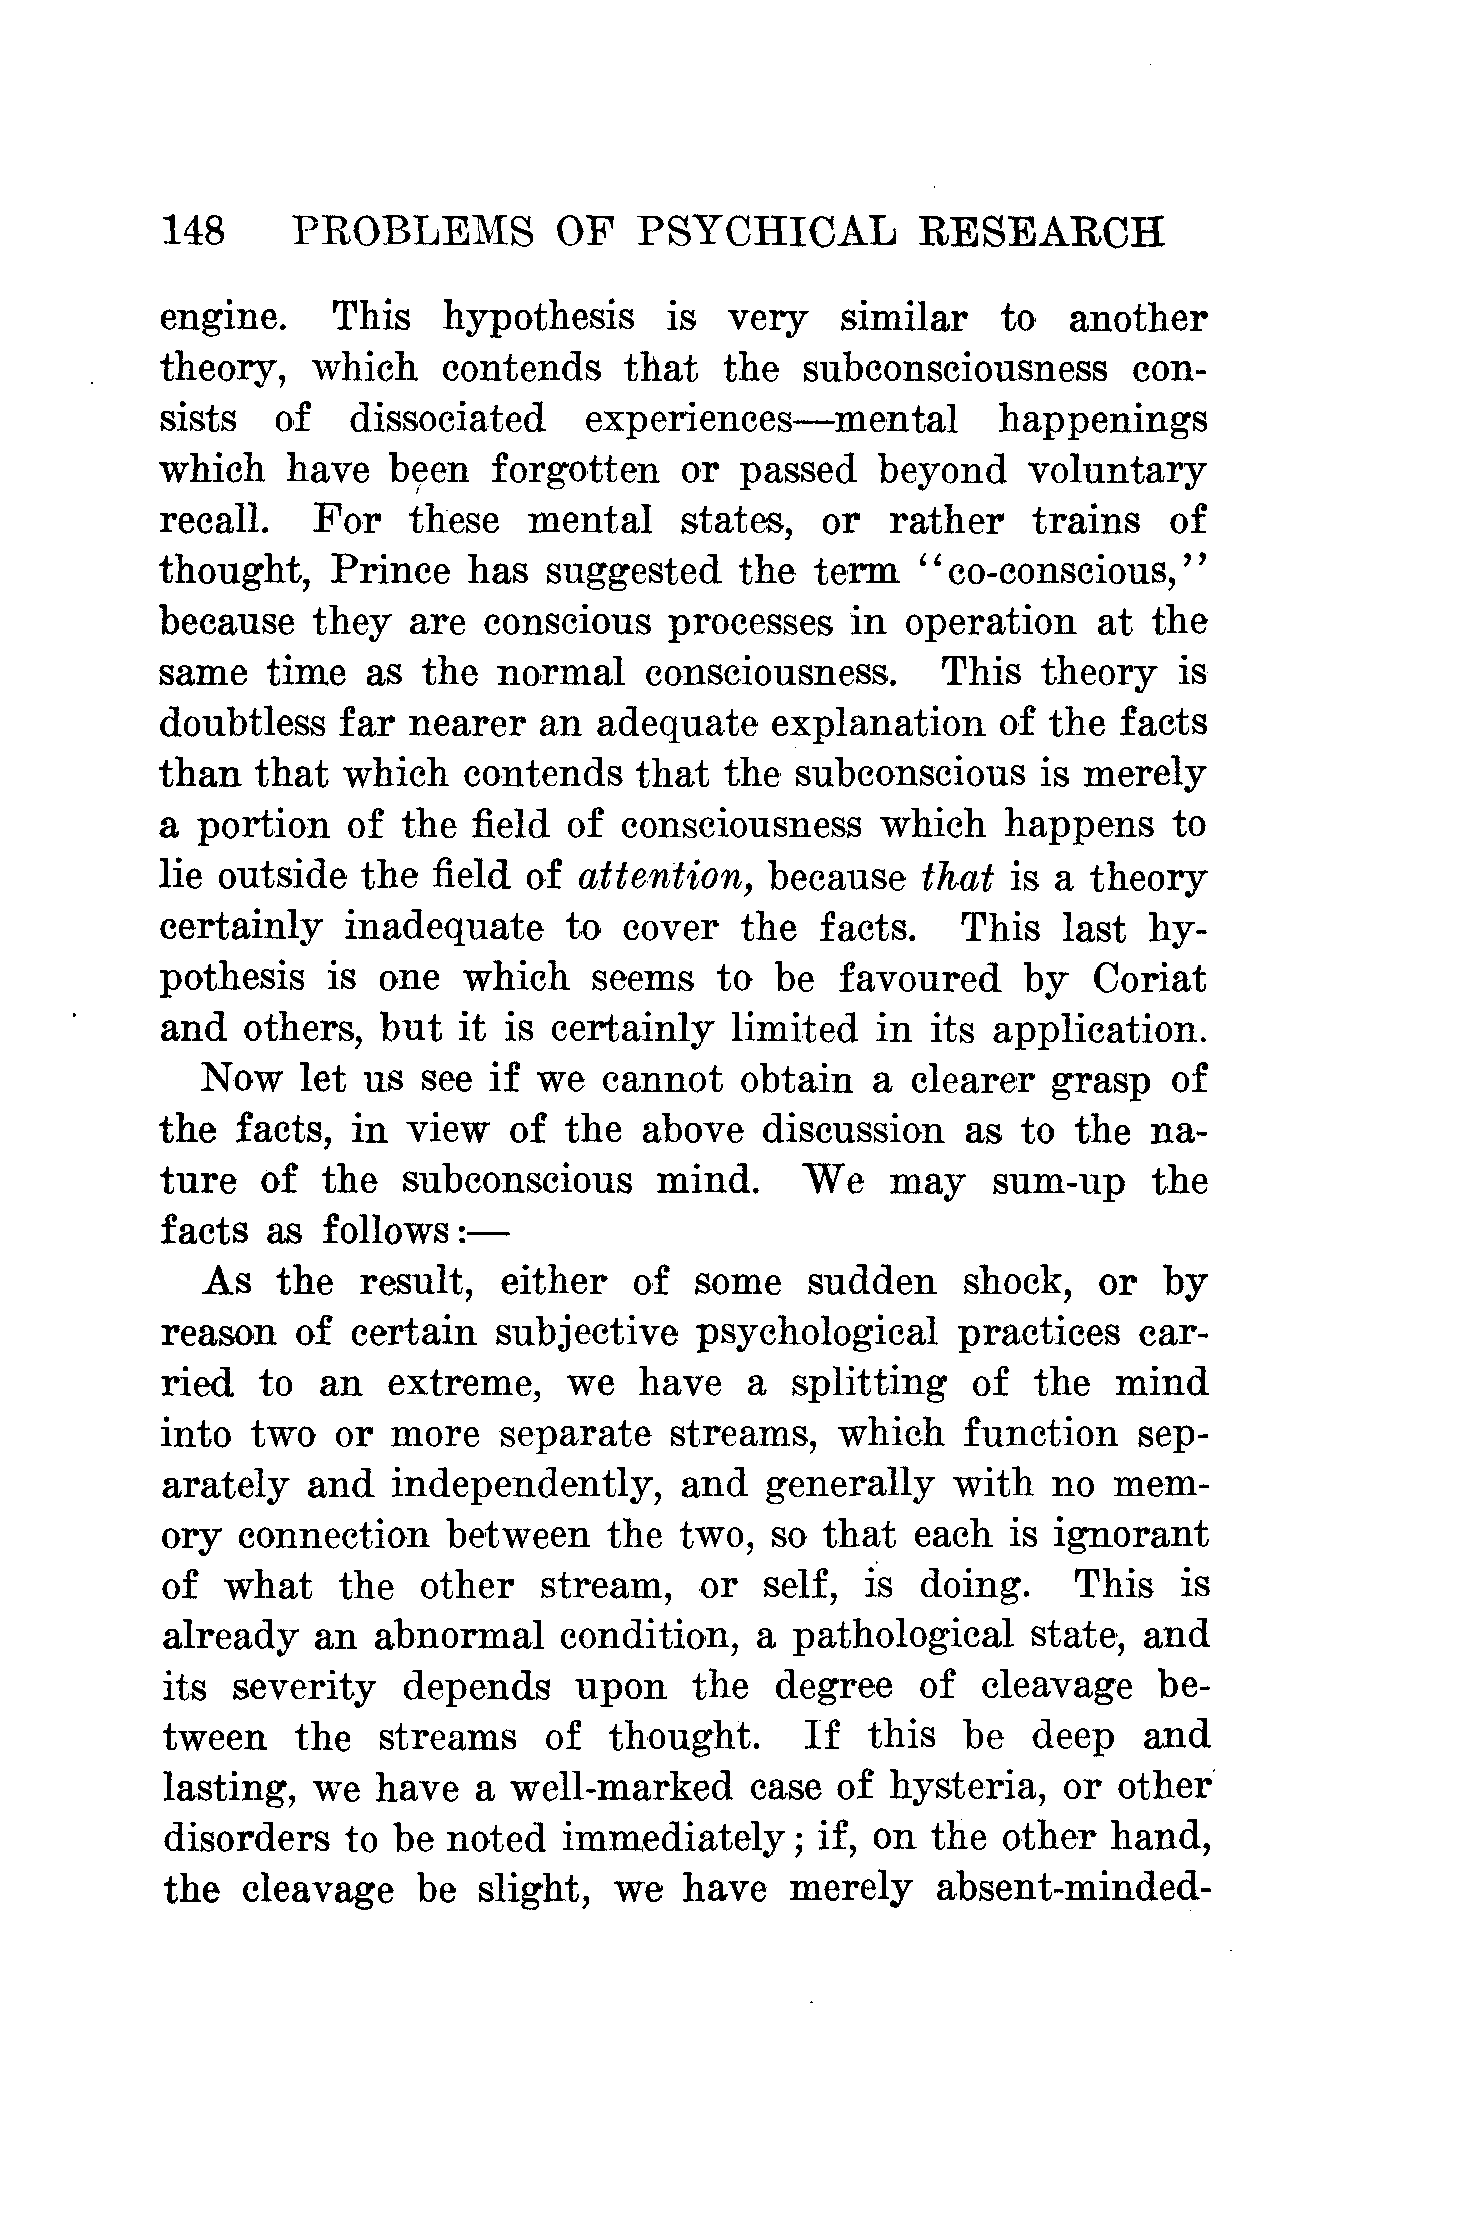 148 PROBLEMS OF PSYCHICAL RESEARCH
engine. This hypothesis is very similar to another
theory, which contends that the subconsciousness con-
sists of dissociated experiences—mental happenings
which have been forgotten or passed beyond voluntary
recall. For these mental states, or rather trains of
thought, Prince has suggested the term "co-conscious,"
because they are conscious processes in operation at the
same time as the normal consciousness. This theory is
doubtless far nearer an adequate explanation of the facts
than that which contends that the subconscious is merely
a portion of the field of consciousness which happens to
lie outside the field of attention, because that is a theory
certainly inadequate to cover the facts. This last hy-
pothesis is one which seems to be favoured by Coriat
and others, but it is certainly limited in its application.
Now let us see if we cannot obtain a clearer grasp of
the facts, in view of the above discussion as to the na-
ture of the subconscious mind. We may sum-up the
facts as follows:—
As the result, either of some sudden shock, or by
reason of certain subjective psychological practices car-
ried to an extreme, we have a splitting of the mind
into two or more separate streams, which function sep-
arately and independently, and generally with no mem-
ory connection between the two, so that each is ignorant
of what the other stream, or self, is doing. This is
already an abnormal condition, a pathological state, and
its severity depends upon the degree of cleavage be-
tween the streams of thought. If this be deep and
lasting, we have a well-marked case of hysteria, or other
disorders to be noted immediately; if, on the other hand,
the cleavage be slight, we have merely absent-minded-